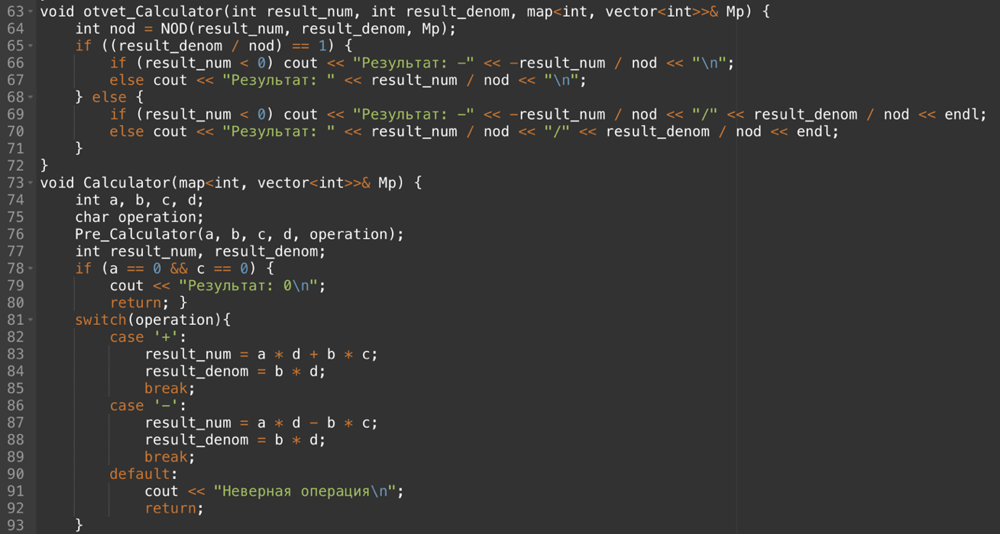 63 void otvet_Calculator(int result_num, int result_denom, map<int, vector<int>>& Mp) {
64     int nod = NOD(result_num, result_denom, Mp);
65     if ((result_denom / nod) == 1) {
66         if (result_num < 0) cout << "Результат: -" << -result_num / nod << "\n";
67         else cout << "Результат: " << result_num / nod << "\n";
68     } else {
69         if (result_num < 0) cout << "Результат: -" << -result_num / nod << "/" << result_denom / nod << endl;
70         else cout << "Результат: " << result_num / nod << "/" << result_denom / nod << endl;
71     }
72 }
73 void Calculator(map<int, vector<int>>& Mp) {
74     int a, b, c, d;
75     char operation;
76     Pre_Calculator(a, b, c, d, operation);
77     int result_num, result_denom;
78     if (a == 0 && c == 0) {
79         cout << "Результат: 0\n";
80         return; }
81     switch(operation){
82         case '+':
83             result_num = a * d + b * c;
84             result_denom = b * d;
85             break;
86         case '-':
87             result_num = a * d - b * c;
88             result_denom = b * d;
89             break;
90         default:
91             cout << "Неверная операция\n";
92             return;
93     }